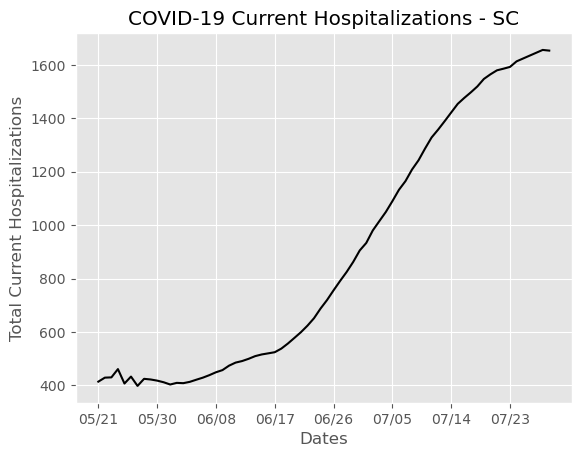 COVID-19 Current Hospitalizations - SC
Total Current Hospitalizations
1600
1400
1200
1000
800
600
400
05/21 05/30 06/08 06/17 06/26 07/05 07/14 07/23
Dates